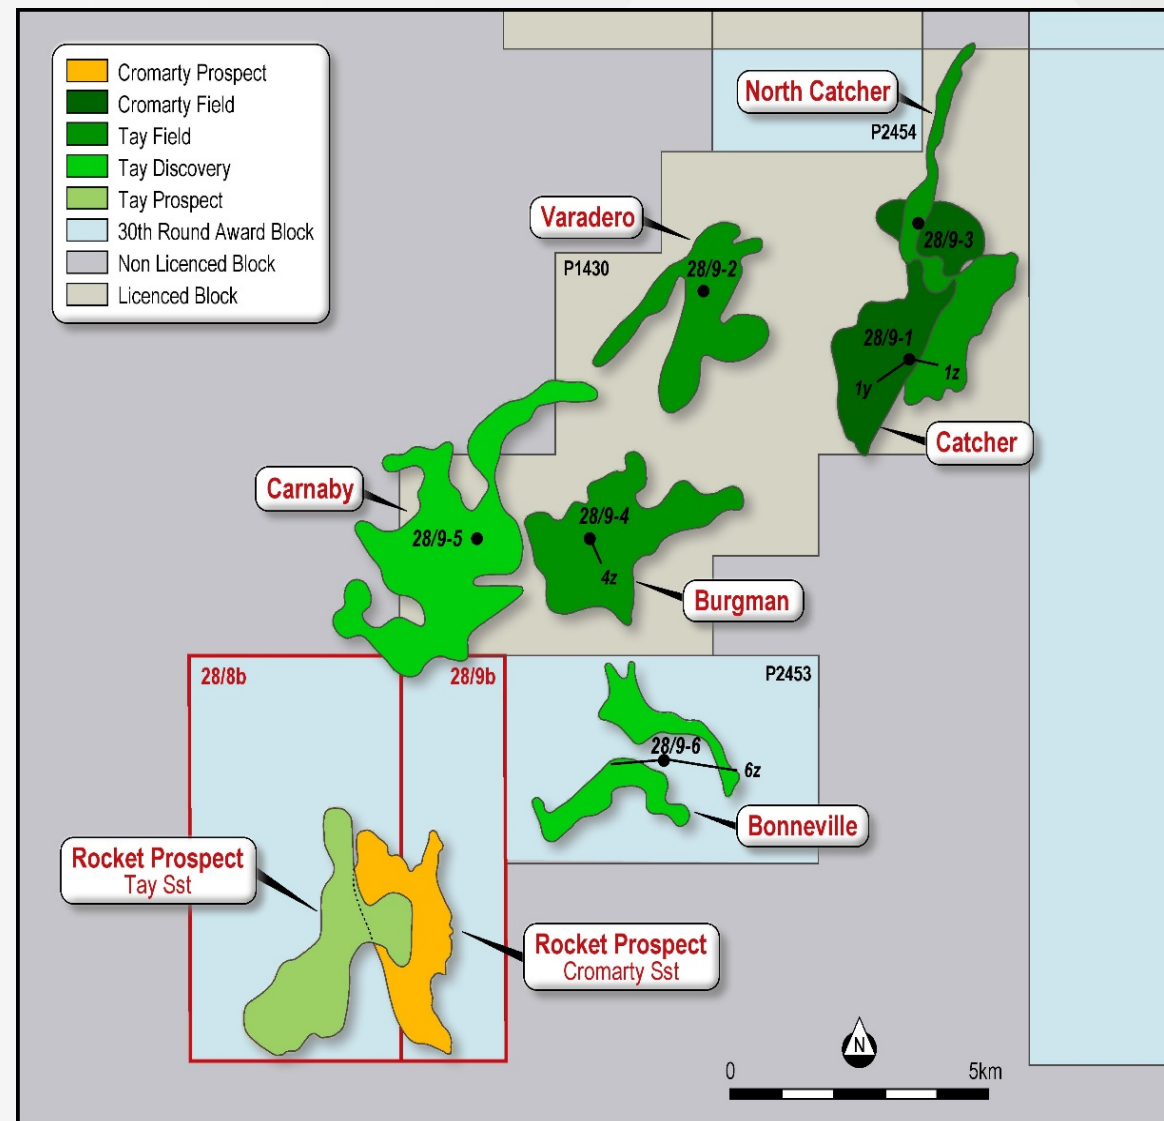 Cromarty Prospect
Cromarty Field
Tay Field
Tay Discovery
Tay Prospect
30th Round Award Block
Non Licenced Block
Licenced Block
North Catcher
P2454
Varadero
P1430
28/9-2
28/9-3
28/9-1
1y
1z
Catcher
Carnaby
28/9-5
28/9-4
4z
Burgman
28/8b
28/9b
P2453
28/9-6
6z
Bonneville
Rocket Prospect
Tay Sst
Rocket Prospect
Cromarty Sst
N
0
5km